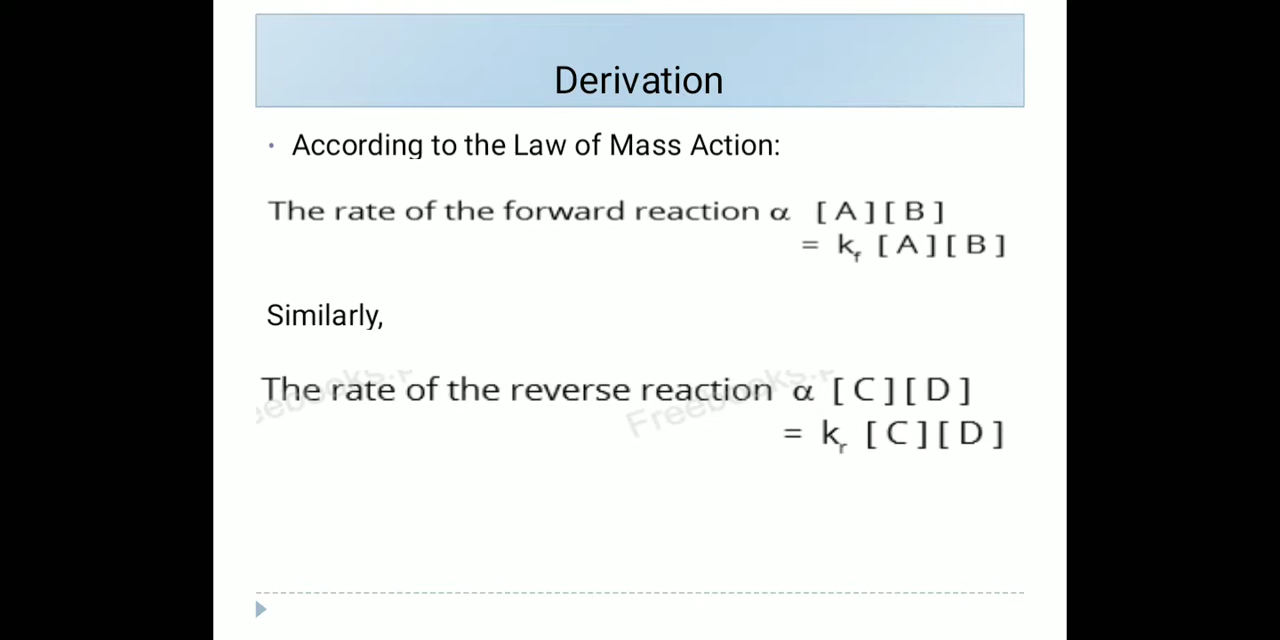 Derivation
• According to the Law of Mass Action:
The rate of the forward reaction α [ A ] [ B ]
= kf [ A ] [ B ]
Similarly,
The rate of the reverse reaction α [ C ] [ D ]
= kr [ C ] [ D ]